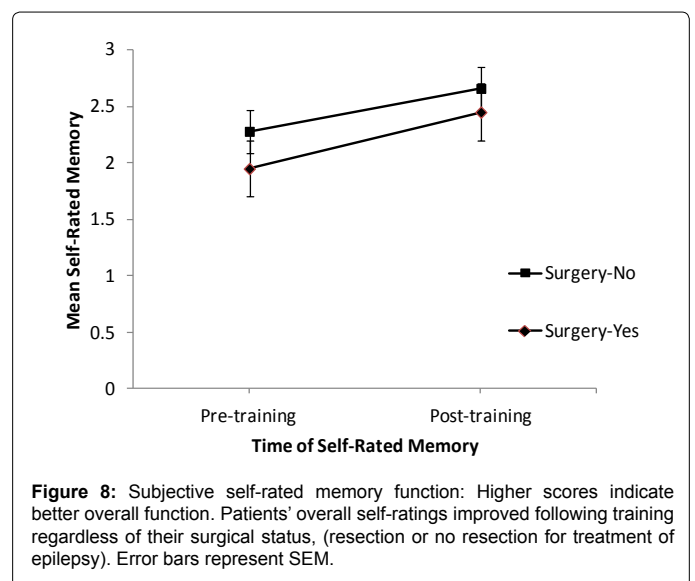 3
2.5
2
1.5
1
0.5
0
Mean Self-Rated Memory
Surgery-No
Surgery-Yes
Pre-training
Post-training
Time of Self-Rated Memory
Figure 8: Subjective self-rated memory function: Higher scores indicate
better overall function. Patients' overall self-ratings improved following training
regardless of their surgical status, (resection or no resection for treatment of
epilepsy). Error bars represent SEM.